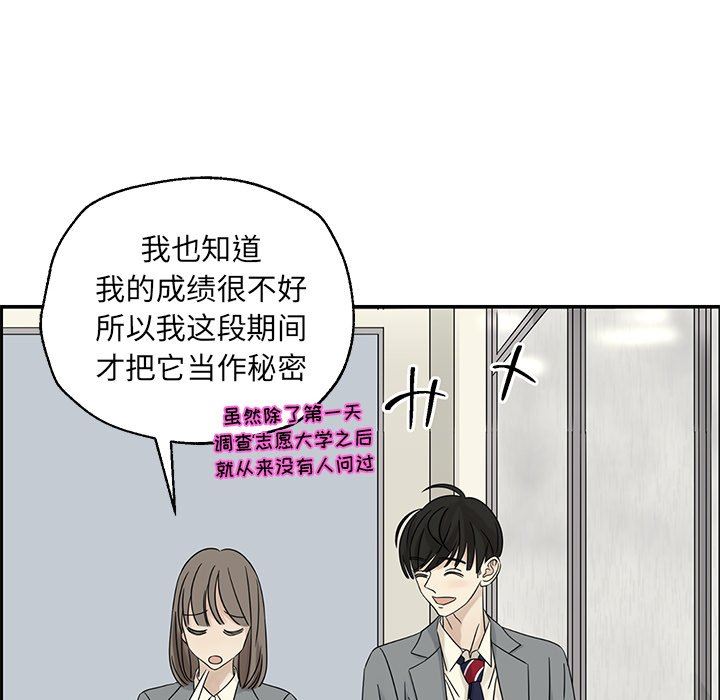 我也知道
我的成绩很不好
所以我这段期间
才把它当作秘密
虽然除了第一天
调查志愿大学之后
就从来没有人问过